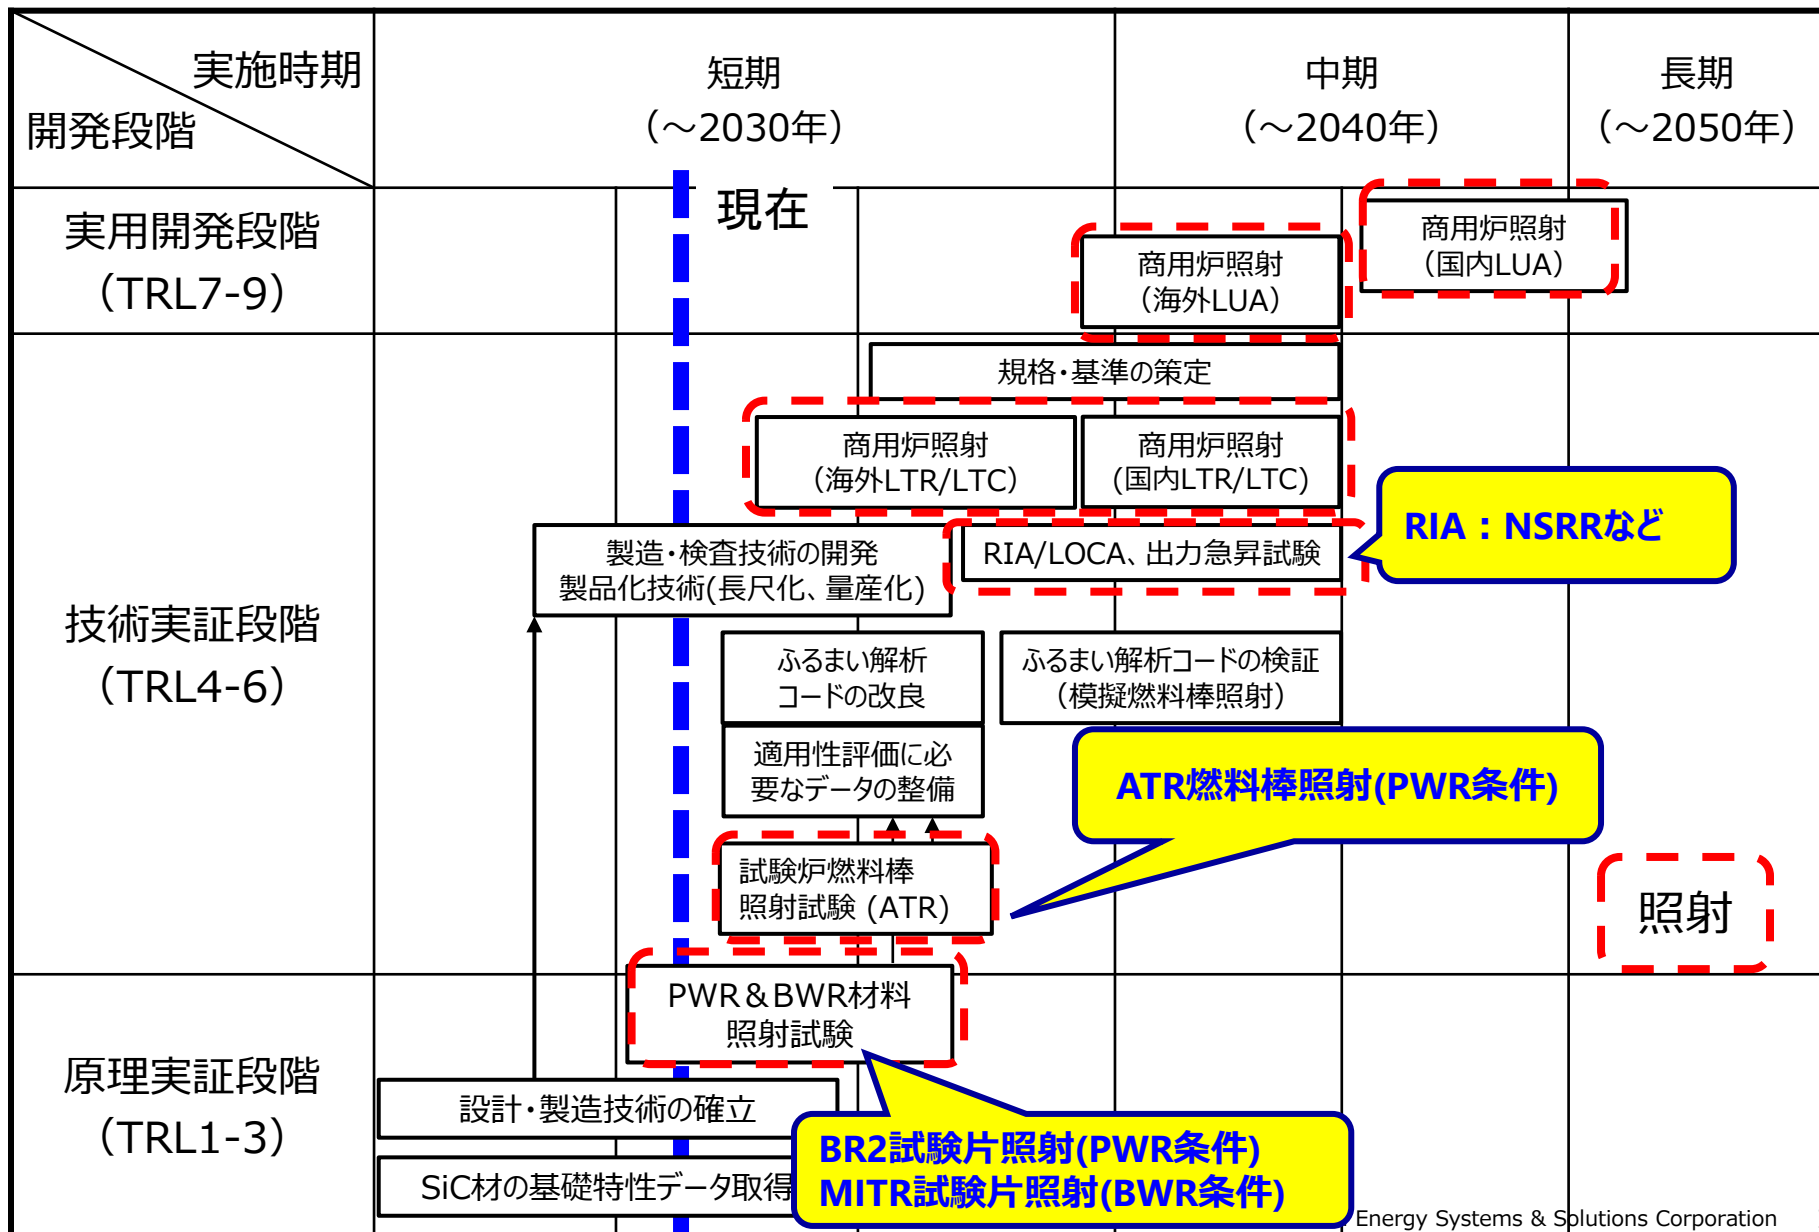 実施時期
開発段階
短期
（～2030年）
中期
（～2040年）
長期
（～2050年）
現在
実用開発段階
（TRL7-9）
商用炉照射
（国内LUA）
商用炉照射
（海外LUA）
規格・基準の策定
商用炉照射
（海外LTR/LTC）
商用炉照射
(国内LTR/LTC)
RIA：NSRRなど
製造・検査技術の開発
製品化技術(長尺化、量産化)
RIA/LOCA、出力急昇試験
技術実証段階
（TRL4-6）
ふるまい解析
コードの改良
ふるまい解析コードの検証
（模擬燃料棒照射）
適用性評価に必
要なデータの整備
ATR燃料棒照射(PWR条件)
試験炉燃料棒
照射試験 (ATR)
照射
PWR＆BWR材料
照射試験
原理実証段階
（TRL1-3）
設計・製造技術の確立
BR2試験片照射(PWR条件)
MITR試験片照射(BWR条件)
SiC材の基礎特性データ取得
Energy Systems & Solutions Corporation